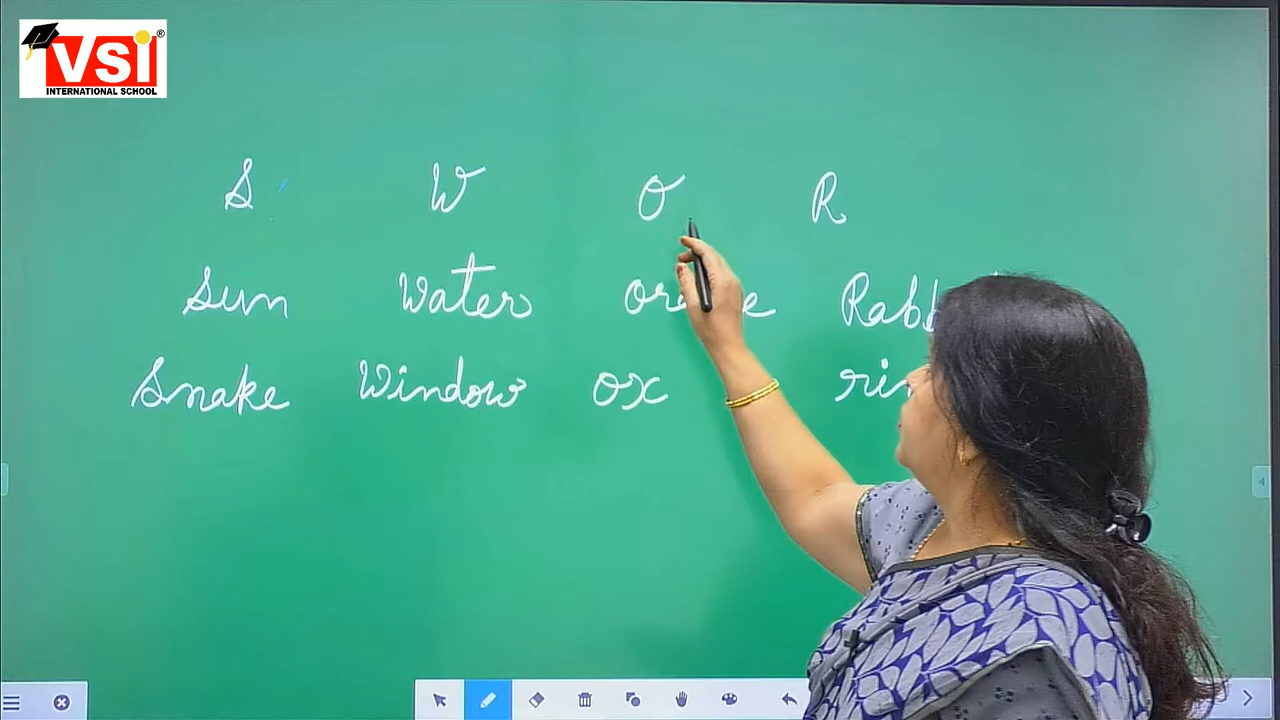 VSI
INTERNATIONAL SCHOOL
S W O R
Sun Water
Snake Window ox